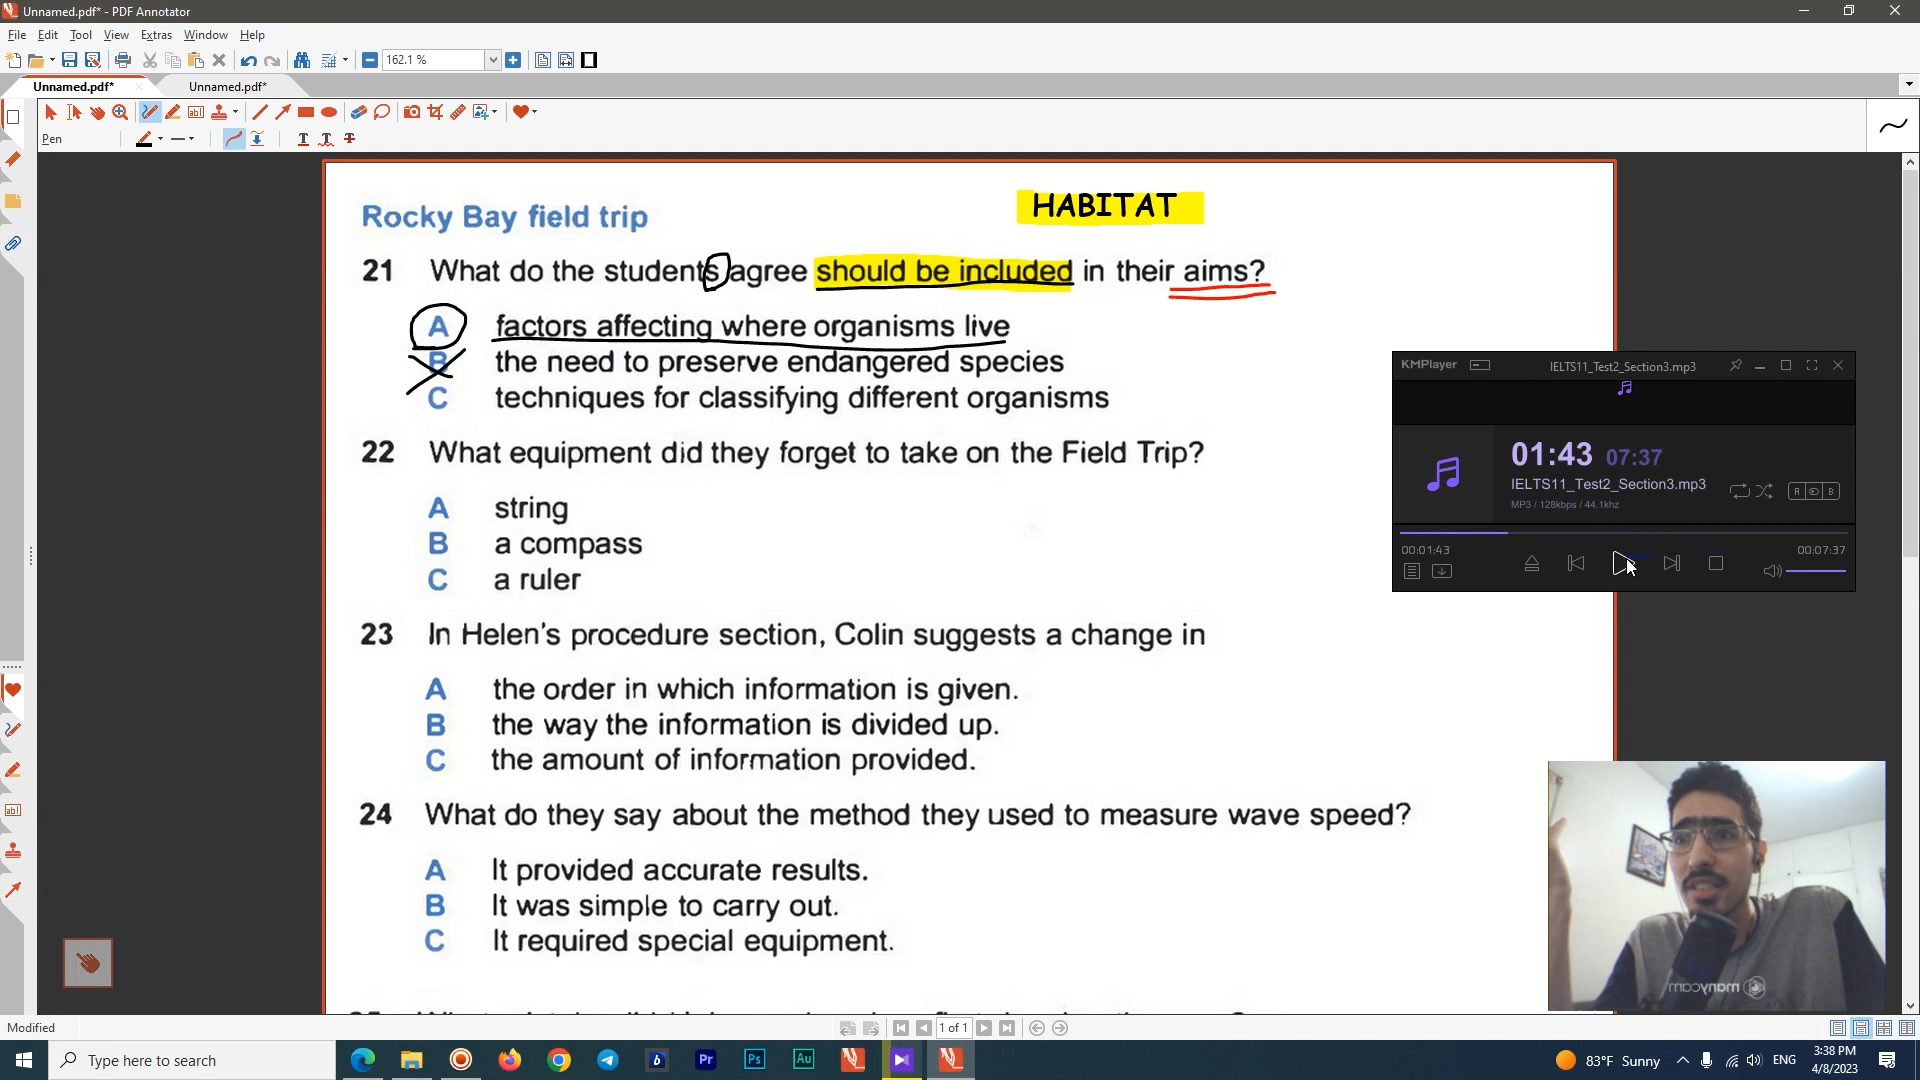 Unnamed.pdf* - PDF Annotator
File Edit Tool View Extras Window Help
162.1 %
Unnamed.pdf* Unnamed.pdf*
Pen
Rocky Bay field trip
HABITAT
21 What do the students agree should be included in their aims?
A factors affecting where organisms live
B the need to preserve endangered species
C techniques for classifying different organisms
22 What equipment did they forget to take on the Field Trip?
A string
B a compass
C a ruler
23 In Helen's procedure section, Colin suggests a change in
A the order in which information is given.
B the way the information is divided up.
C the amount of information provided.
24 What do they say about the method they used to measure wave speed?
A It provided accurate results.
B It was simple to carry out.
C It required special equipment.
KMPlayer IELTS11_Test2_Section3.mp3
01:43 07:37
IELTS11_Test2_Section3.mp3
MP3 / 128kbps / 44.1khz
00:01:43 00:07:37
manycam
Modified
1 of 1
Type here to search
83°F Sunny
ENG
3:38 PM
4/8/2023